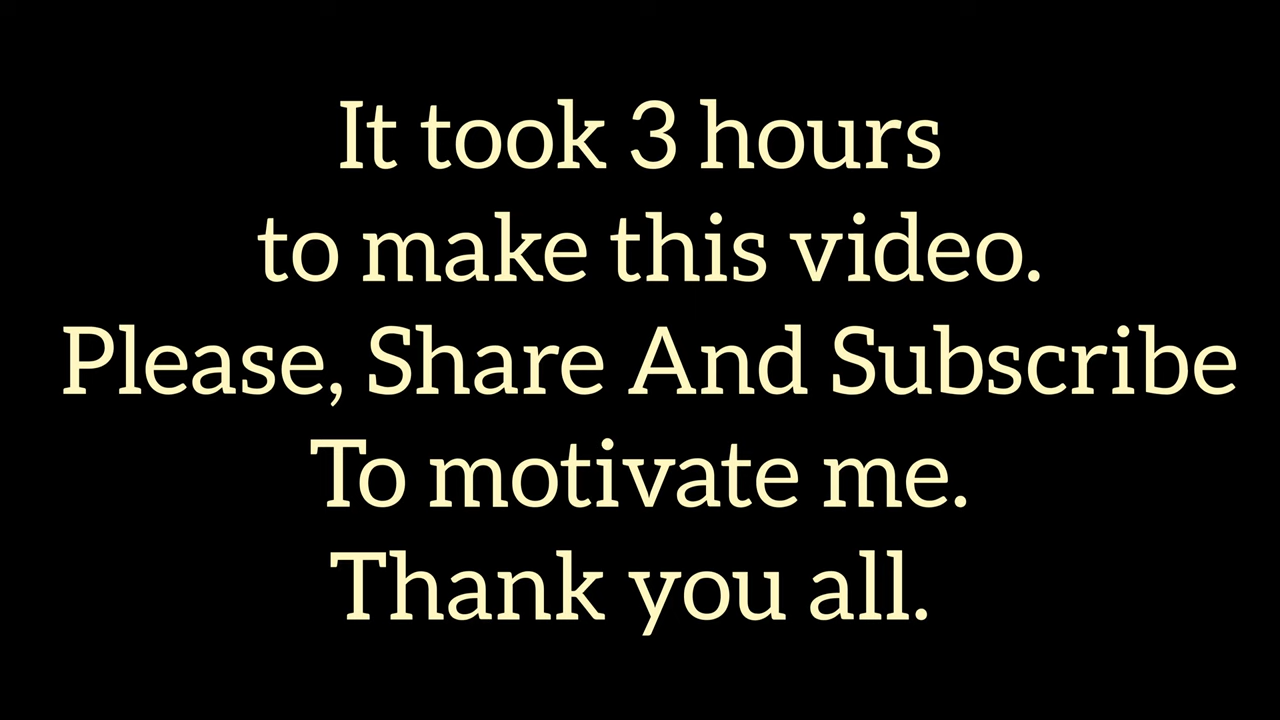 It took 3 hours
to make this video.
Please, Share And Subscribe
To motivate me.
Thank you all.